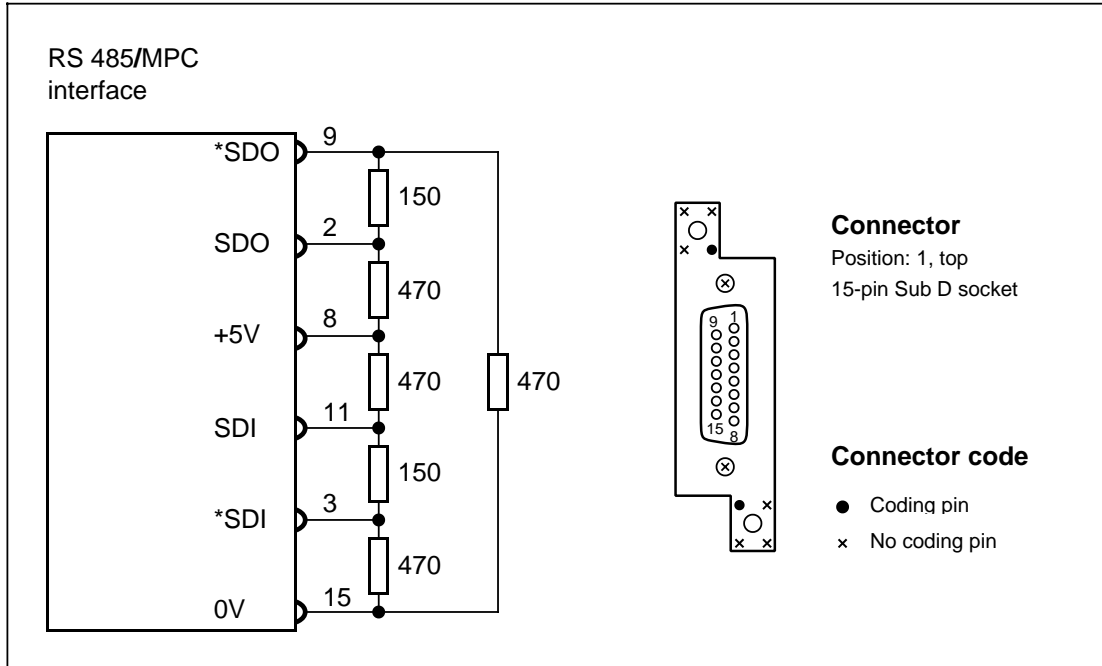 RS 485/MPC
interface
*SDO
9
150
SDO
2
470
+5V
8
470
470
SDI
11
150
*SDI
3
470
0V
15
9 1
15 8
Connector
Position: 1, top
15-pin Sub D socket
Connector code
Coding pin
No coding pin